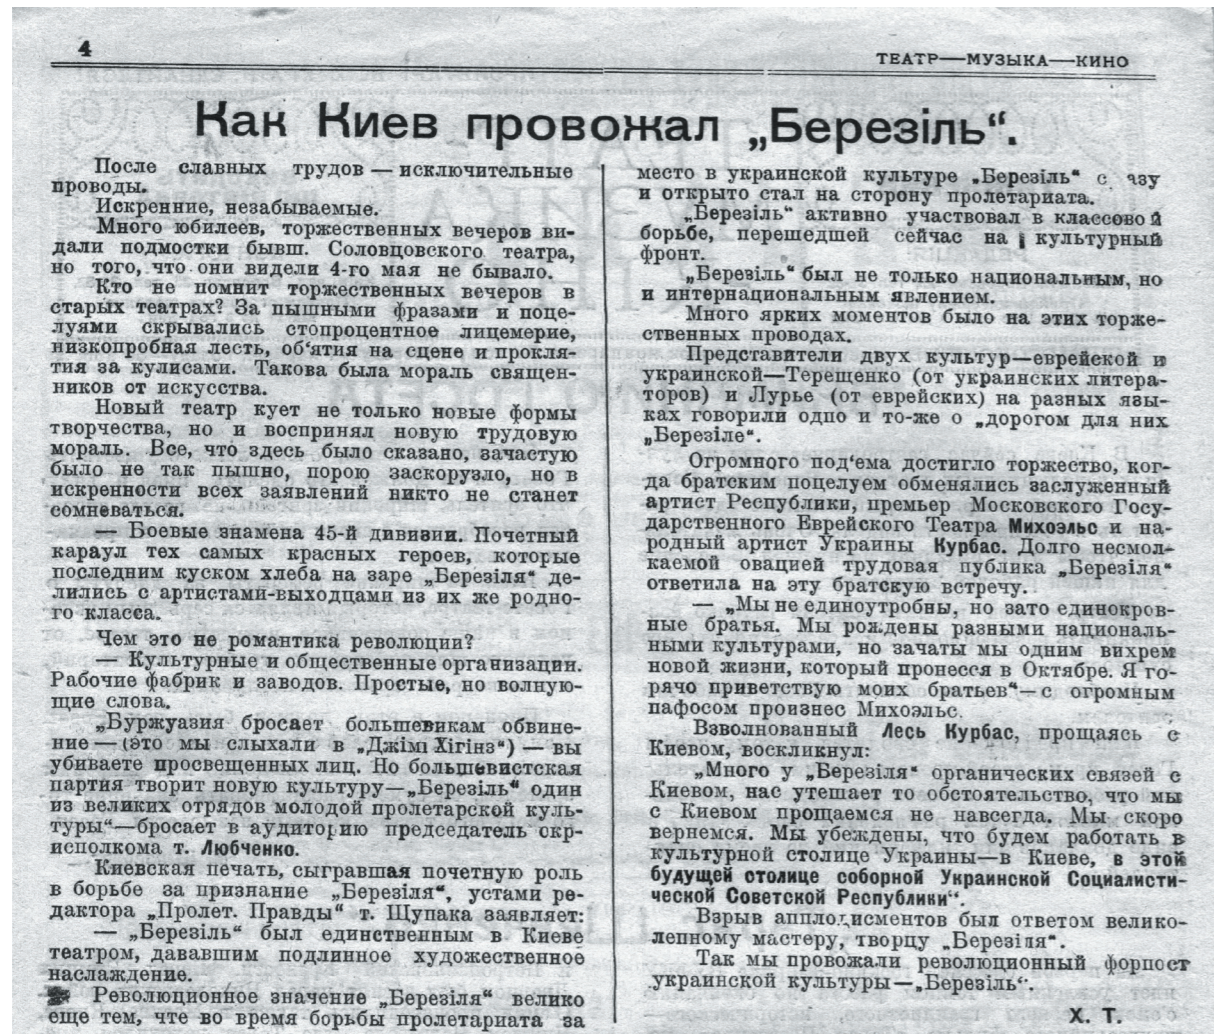 4
ТЕАТР—МУЗЫКА—КИНО
Как Киев провожал „Березіль“.
После славных трудов — исключительные
проводы.
Искренние, незабываемые.
Много юбилеев, торжественных вечеров ви-
дали подмостки бывш. Соловцовского театра,
но того, что они видели 4-го мая не бывало.
Кто не помнит торжественных вечеров в
старых театрах? За пышными фразами и поце-
луями скрывались стопроцентное лицемерие,
низкопробная лесть, об‘ятия на сцене и прокля-
тия за кулисами. Такова была мораль священ-
ников от искусства.
Новый театр кует не только новые формы
творчества, но и воспринял новую трудовую
мораль. Все, что здесь было сказано, зачастую
было не так пышно, порою заскорузло, но в
искренности всех заявлений никто не станет
сомневаться.
— Боевые знамена 45-й дивизии. Почетный
караул тех самых красных героев, которые
последним куском хлеба на заре „Березіля“ де-
лились с артистами-выходцами из их же родно-
го класса.
Чем это не романтика революции?
— Культурные и общественные организации.
Рабочие фабрик и заводов. Простые, но волную-
щие слова.
„Буржуазия бросает большевикам обвине-
ние — (это мы слыхали в „Джімі Хігінз“) — вы
убиваете просвещенных лиц. Но большевистская
партия творит новую культуру—„Березіль“ один
из великих отрядов молодой пролетарской куль-
туры“—бросает в аудиторию председатель окр-
исполкома т. Любченко.
Киевская печать, сыгравшая почетную роль
в борьбе за признание „Березіля“, устами ре-
дактора „Пролет. Правды“ т. Щупака заявляет:
— „Березіль“ был единственным в Киеве
театром, дававшим подлинное художественное
наслаждение.
Революционное значение „Березіля“ велико
еще тем, что во время борьбы пролетариата за
место в украинской культуре „Березіль“ с азу
и открыто стал на сторону пролетариата.
„Березіль“ активно участвовал в классовой
борьбе, перешедшей сейчас на культурный
фронт.
„Березіль“ был не только национальным, но
и интернациональным явлением.
Много ярких моментов было на этих торже-
ственных проводах.
Представители двух культур—еврейской и
украинской—Терещенко (от украинских литера-
торов) и Лурье (от еврейских) на разных язы-
ках говорили одно и то-же о „дорогом для них
„Березіле“.
Огромного под‘ема достигло торжество, ког-
да братским поцелуем обменялись заслуженный
артист Республики, премьер Московского Госу-
дарственного Еврейского Театра Михоэльс и на-
родный артист Украины Курбас. Долго несмол-
каемой овацией трудовая публика „Березіля“
ответила на эту братскую встречу.
— „Мы не единоутробны, но зато единокров-
ные братья. Мы рождены разными националь-
ными культурами, но зачаты мы одним вихрем
новой жизни, который пронесся в Октябре. Я го-
рячо приветствую моих братьев“—с огромным
пафосом произнес Михоэльс.
Взволнованный Лесь Курбас, прощаясь с
Киевом, воскликнул:
„Много у „Березіля“ органических связей с
Киевом, нас утешает то обстоятельство, что мы
с Киевом прощаемся не навсегда. Мы скоро
вернемся. Мы убеждены, что будем работать в
культурной столице Украины—в Киеве, в этой
будущей столице соборной Украинской Социалисти-
ческой Советской Республики“.
Взрыв апплодисментов был ответом велико-
лепному мастеру, творцу „Березіля“.
Так мы провожали революционный форпост
украинской культуры—„Березіль“.
Х. Т.